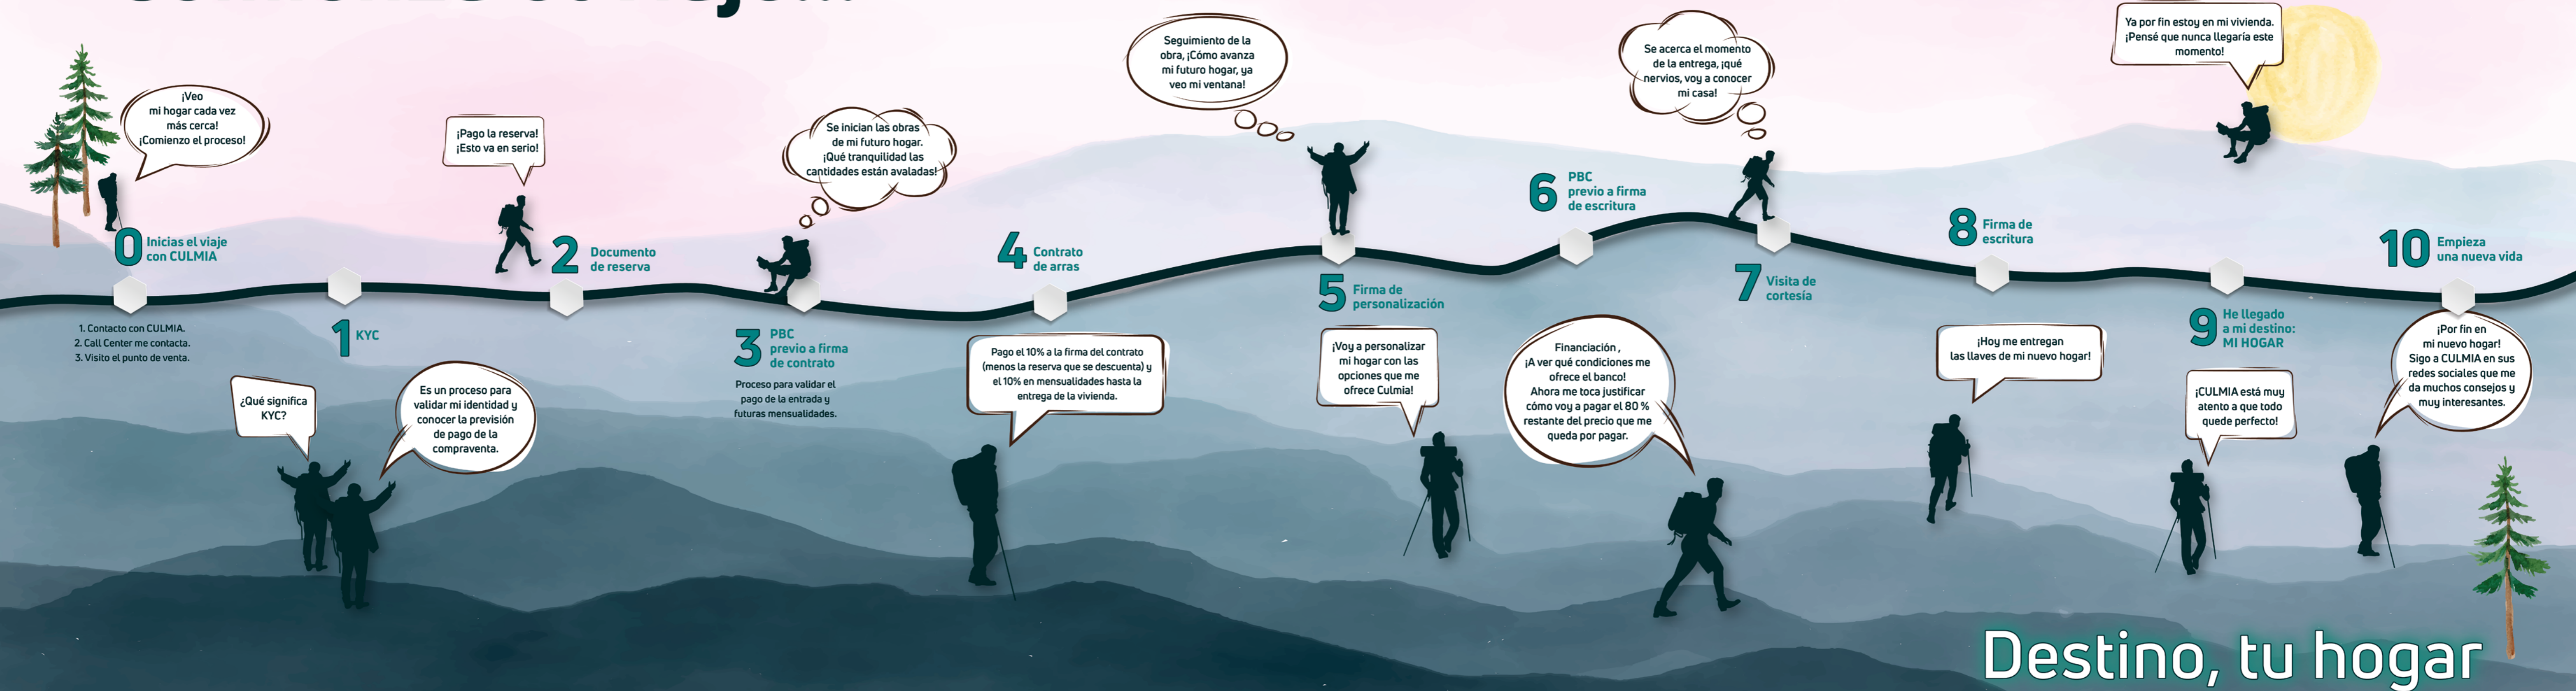 ¡Veo
mi hogar cada vez
más cerca!
¡Comienzo el proceso!
0 Inicias el viaje
con CULMIA
1. Contacto con CULMIA.
2. Call Center me contacta.
3. Visito el punto de venta.
1 KYC
¿Qué significa
KYC?
Es un proceso para
validar mi identidad y
conocer la previsión
de pago de la
compraventa.
¡Pago la reserva!
¡Esto va en serio!
2 Documento
de reserva
Se inician las obras
de mi futuro hogar.
¡Qué tranquilidad las
cantidades están avaladas!
3 PBC
previo a firma
de contrato
Proceso para validar el
pago de la entrada y
futuras mensualidades.
4 Contrato
de arras
Pago el 10% a la firma del contrato
(menos la reserva que se descuenta) y
el 10% en mensualidades hasta la
entrega de la vivienda.
Seguimiento de la
obra, ¡Cómo avanza
mi futuro hogar, ya
veo mi ventana!
5 Firma de
personalización
¡Voy a personalizar
mi hogar con las
opciones que me
ofrece Culmia!
6 PBC
previo a firma
de escritura
Financiación ,
¡A ver qué condiciones me
ofrece el banco!
Ahora me toca justificar
cómo voy a pagar el 80 %
restante del precio que me
queda por pagar.
Se acerca el momento
de la entrega, ¡qué
nervios, voy a conocer
mi casa!
7 Visita de
cortesía
8 Firma de
escritura
¡Hoy me entregan
las llaves de mi nuevo hogar!
Ya por fin estoy en mi vivienda.
¡Pensé que nunca llegaría este
momento!
9 He llegado
a mi destino:
MI HOGAR
¡CULMIA está muy
atento a que todo
quede perfecto!
10 Empieza
una nueva vida
¡Por fin en
mi nuevo hogar!
Sigo a CULMIA en sus
redes sociales que me
da muchos consejos y
muy interesantes.
Destino, tu hogar